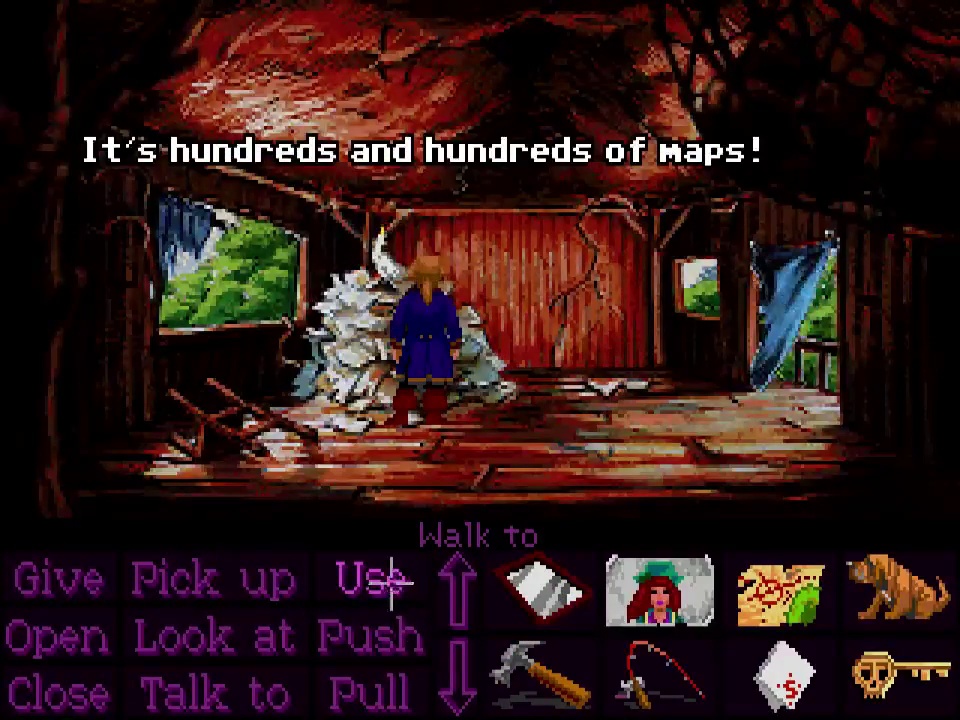 It's hundreds and hundreds of maps!
Walk to
Give Pick up Use
Open Look at Push
Close Talk to Pull
S